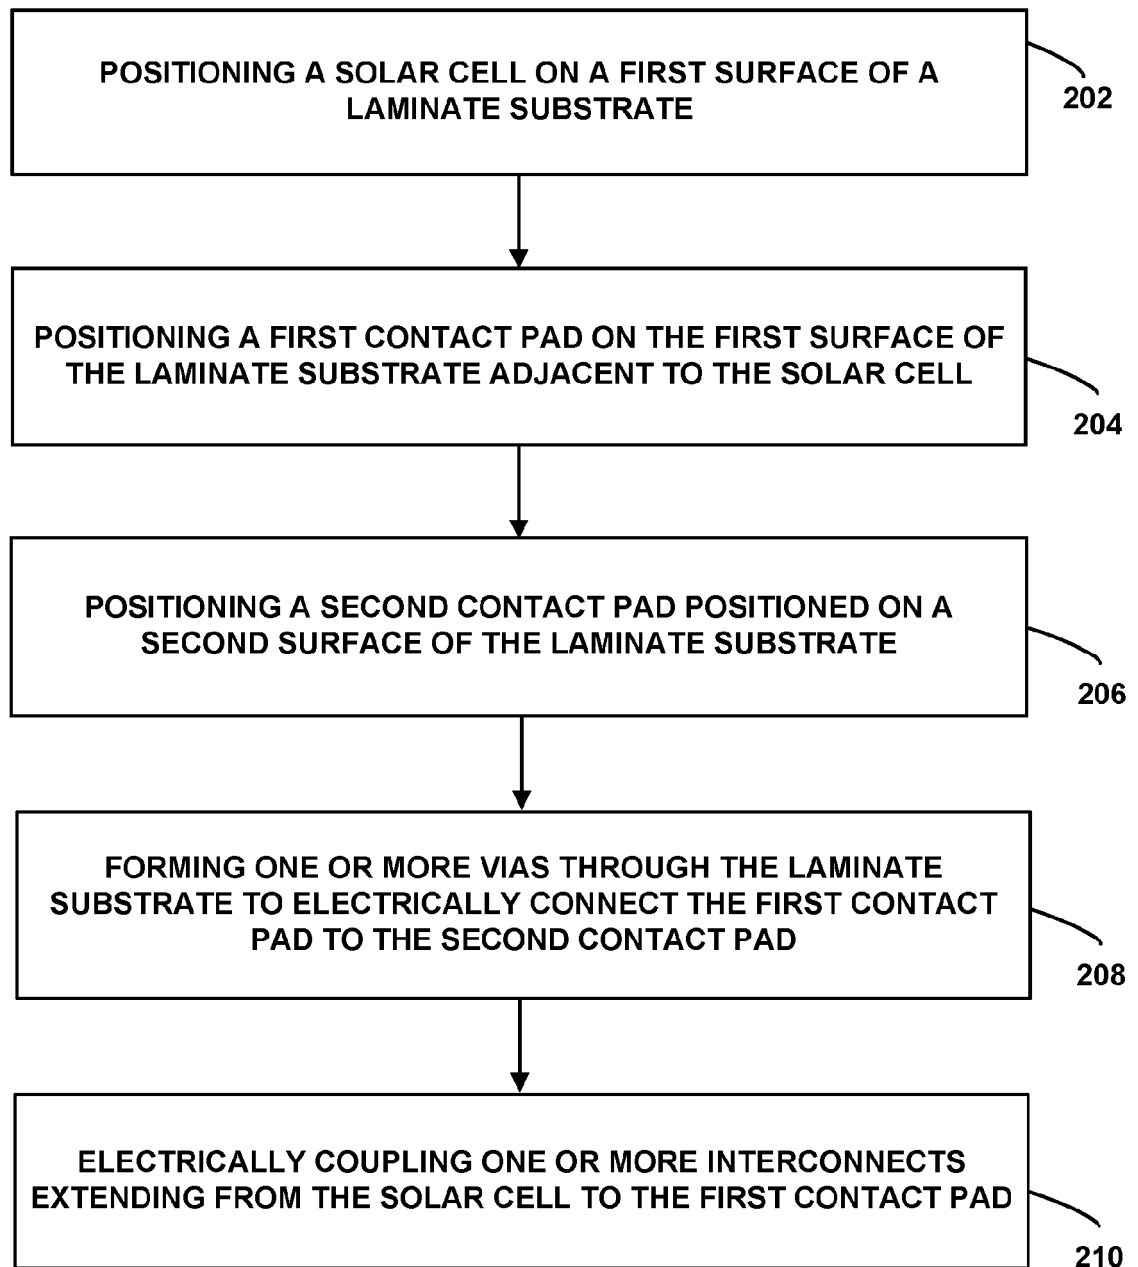 POSITIONING A SOLAR CELL ON A FIRST SURFACE OF A
LAMINATE SUBSTRATE
202
POSITIONING A FIRST CONTACT PAD ON THE FIRST SURFACE OF
THE LAMINATE SUBSTRATE ADJACENT TO THE SOLAR CELL
204
POSITIONING A SECOND CONTACT PAD POSITIONED ON A
SECOND SURFACE OF THE LAMINATE SUBSTRATE
206
FORMING ONE OR MORE VIAS THROUGH THE LAMINATE
SUBSTRATE TO ELECTRICALLY CONNECT THE FIRST CONTACT
PAD TO THE SECOND CONTACT PAD
208
ELECTRICALLY COUPLING ONE OR MORE INTERCONNECTS
EXTENDING FROM THE SOLAR CELL TO THE FIRST CONTACT PAD
210